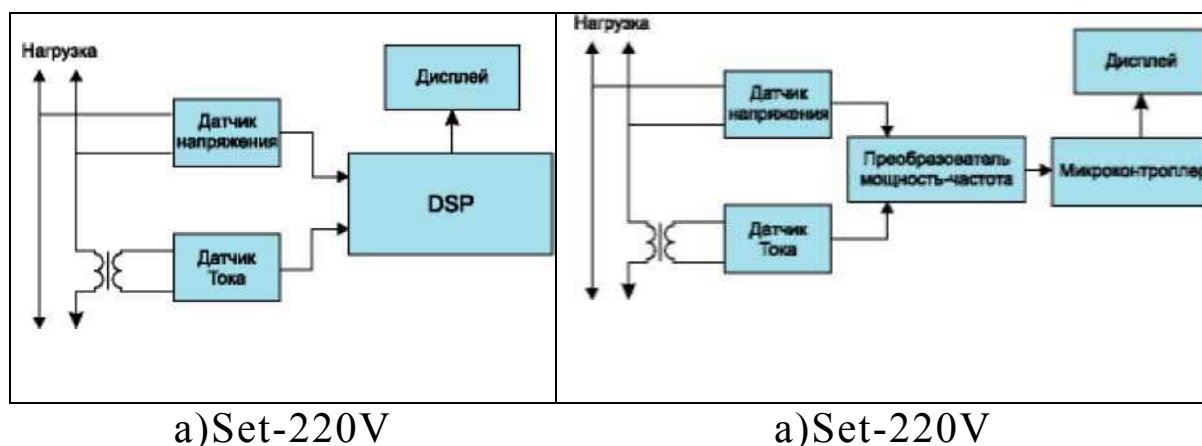 Нагрузка
Дисплей
Датчик
напряжения
DSP
Датчик
Тока
Нагрузка
Дисплей
Датчик
напряжения
Преобразователь
мощность-частота
Микроконтроллер
Датчик
Тока
a)Set-220V
a)Set-220V